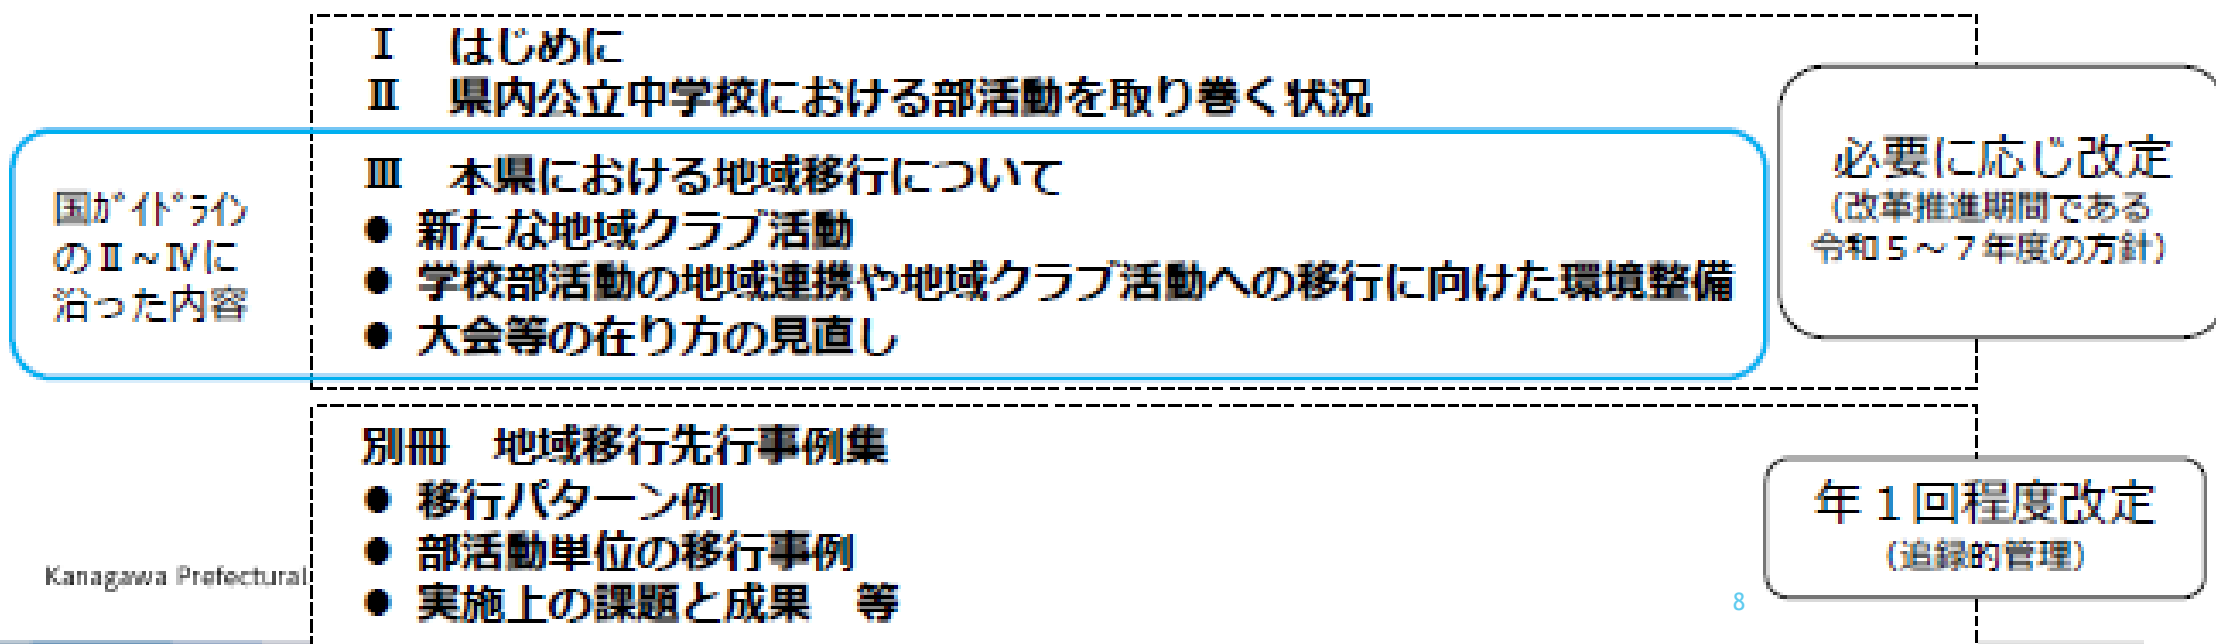 Ⅰ　はじめに
Ⅱ　県内公立中学校における部活動を取り巻く状況
Ⅲ　本県における地域移行について
● 新たな地域クラブ活動
● 学校部活動の地域連携や地域クラブ活動への移行に向けた環境整備
● 大会等の在り方の見直し
国ｶﾞｲﾄﾞﾗｲﾝ
のⅡ～Ⅳに
沿った内容
必要に応じ改定
（改革推進期間である
令和５～７年度の方針）
別冊　地域移行先行事例集
● 移行パターン例
● 部活動単位の移行事例
● 実施上の課題と成果　等
年１回程度改定
（追録的管理）
Kanagawa Prefectural
8